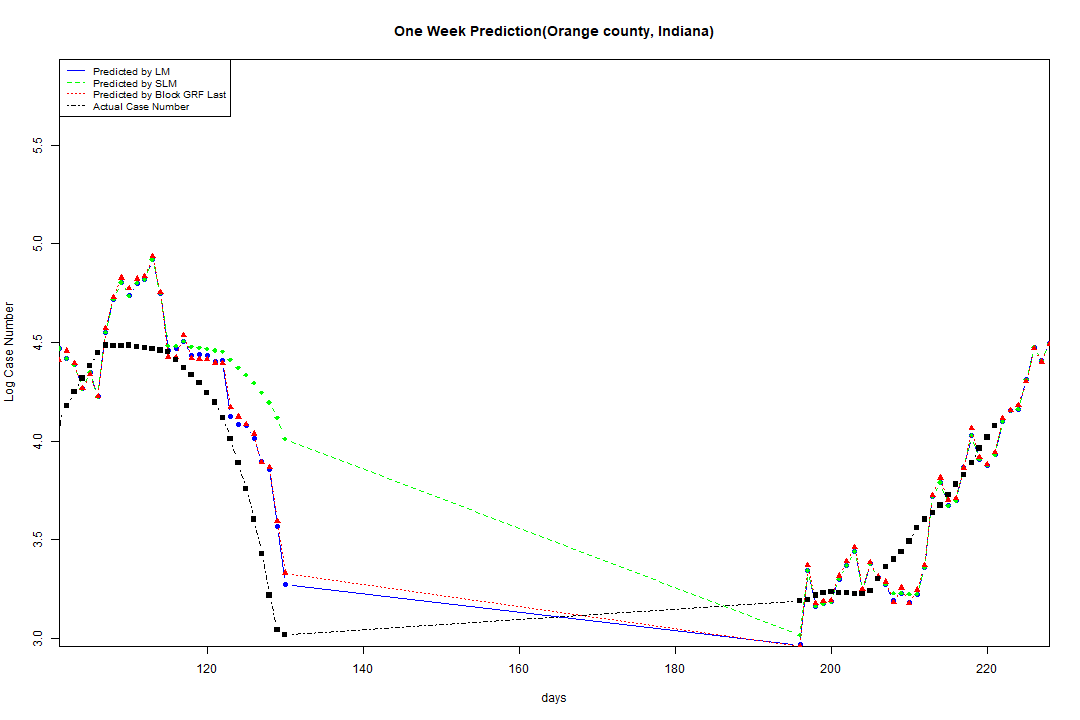 One Week Prediction(Orange county, Indiana)
Predicted by LM
Predicted by SLM
Predicted by Block GRF Last
Actual Case Number
Log Case Number
5.5
5.0
4.5
4.0
3.5
3.0
120 140 160 180 200 220
days